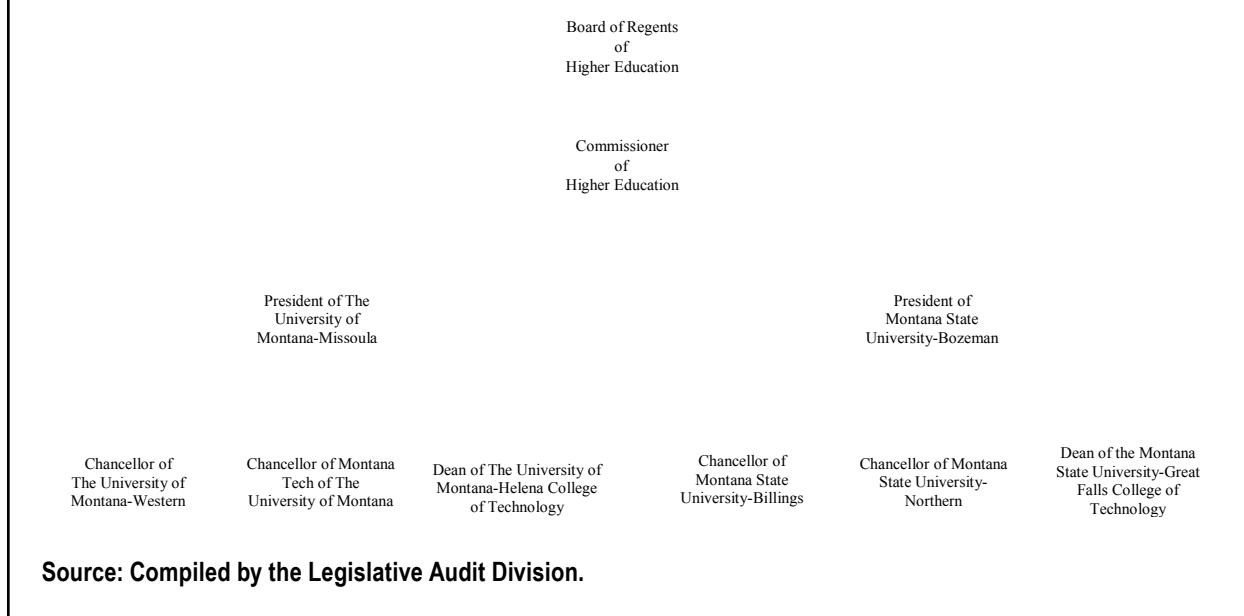 Board of Regents
of
Higher Education
Commissioner
of
Higher Education
President of The
University of
Montana-Missoula
President of
Montana State
University-Bozeman
Chancellor of
The University of
Montana-Western
Chancellor of Montana
Tech of The
University of Montana
Dean of The University of
Montana-Helena College
of Technology
Chancellor of
Montana State
University-Billings
Chancellor of Montana
State University-
Northern
Dean of the Montana
State University-Great
Falls College of
Technology
Source: Compiled by the Legislative Audit Division.